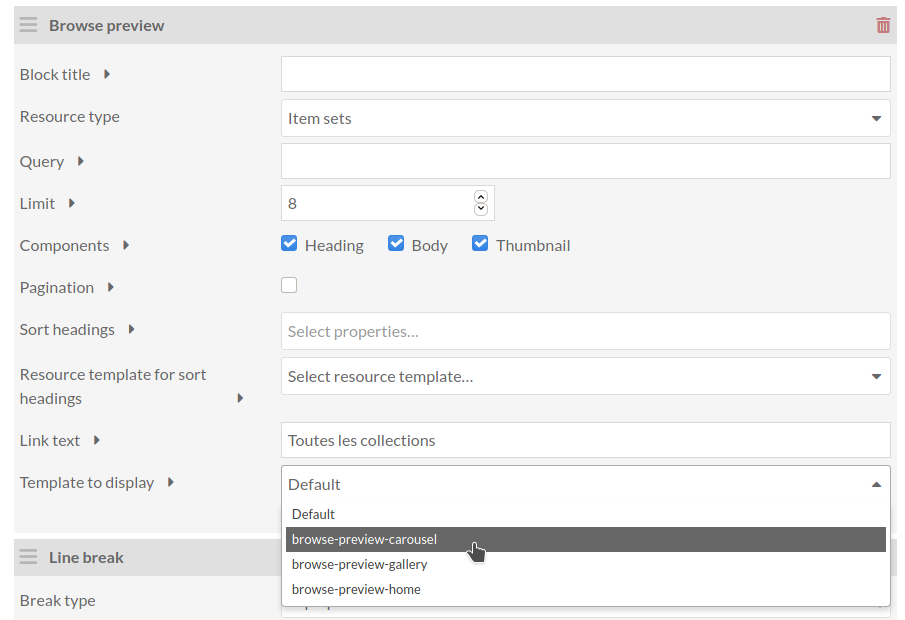 Browse preview
Block title
Resource type
Item sets
Query
Limit
8
Components
Heading
Body
Thumbnail
Pagination
Sort headings
Select properties…
Resource template for sort
headings
Select resource template…
Link text
Toutes les collections
Template to display
Default
Default
browse-preview-carousel
browse-preview-gallery
browse-preview-home
Line break
Break type